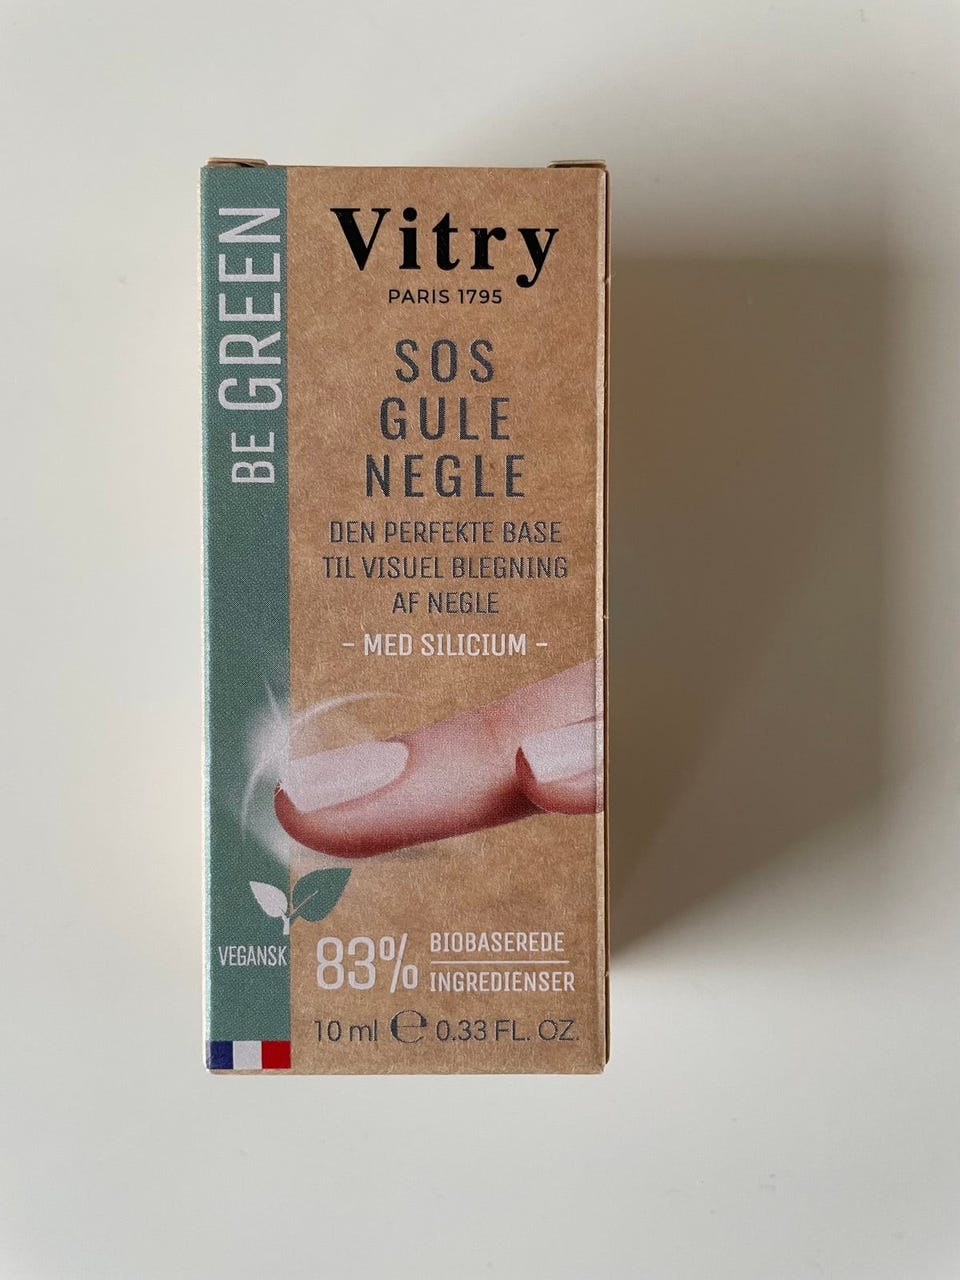 BE GREEN
Vitry
PARIS 1795
SOS
GULE
NEGLE
DEN PERFEKTE BASE
TIL VISUEL BLEGNING
AF NEGLE
- MED SILICIUM -
VEGANSK
83% BIOBASEREDE
INGREDIENSER
10 ml ℮ 0.33 FL. OZ.